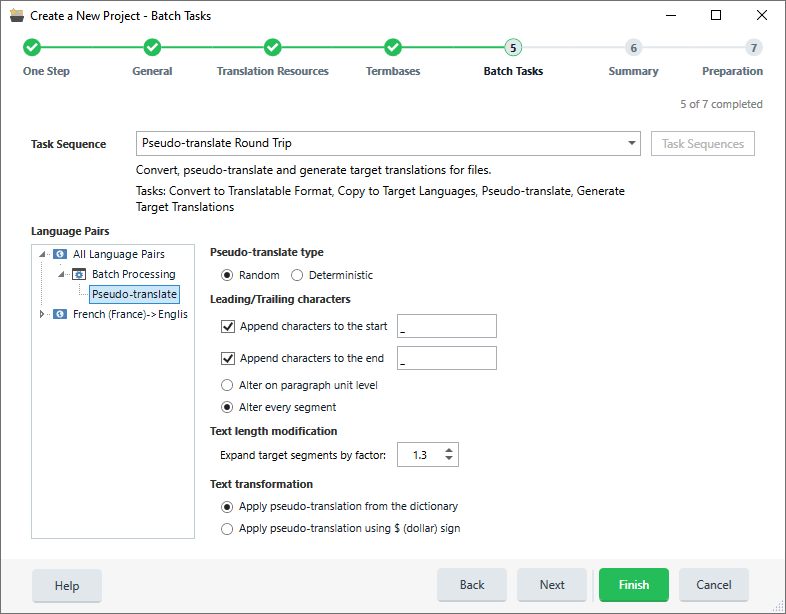 Create a New Project - Batch Tasks
5 6 7
One Step General Translation Resources Termbases Batch Tasks Summary Preparation
5 of 7 completed
Task Sequence Pseudo-translate Round Trip Task Sequences
Convert, pseudo-translate and generate target translations for files.
Tasks: Convert to Translatable Format, Copy to Target Languages, Pseudo-translate, Generate
Target Translations
Language Pairs
All Language Pairs
Batch Processing
Pseudo-translate
French (France)->Englis
Pseudo-translate type
Random Deterministic
Leading/Trailing characters
Append characters to the start _
Append characters to the end _
Alter on paragraph unit level
Alter every segment
Text length modification
Expand target segments by factor: 1.3
Text transformation
Apply pseudo-translation from the dictionary
Apply pseudo-translation using $ (dollar) sign
Help Back Next Finish Cancel